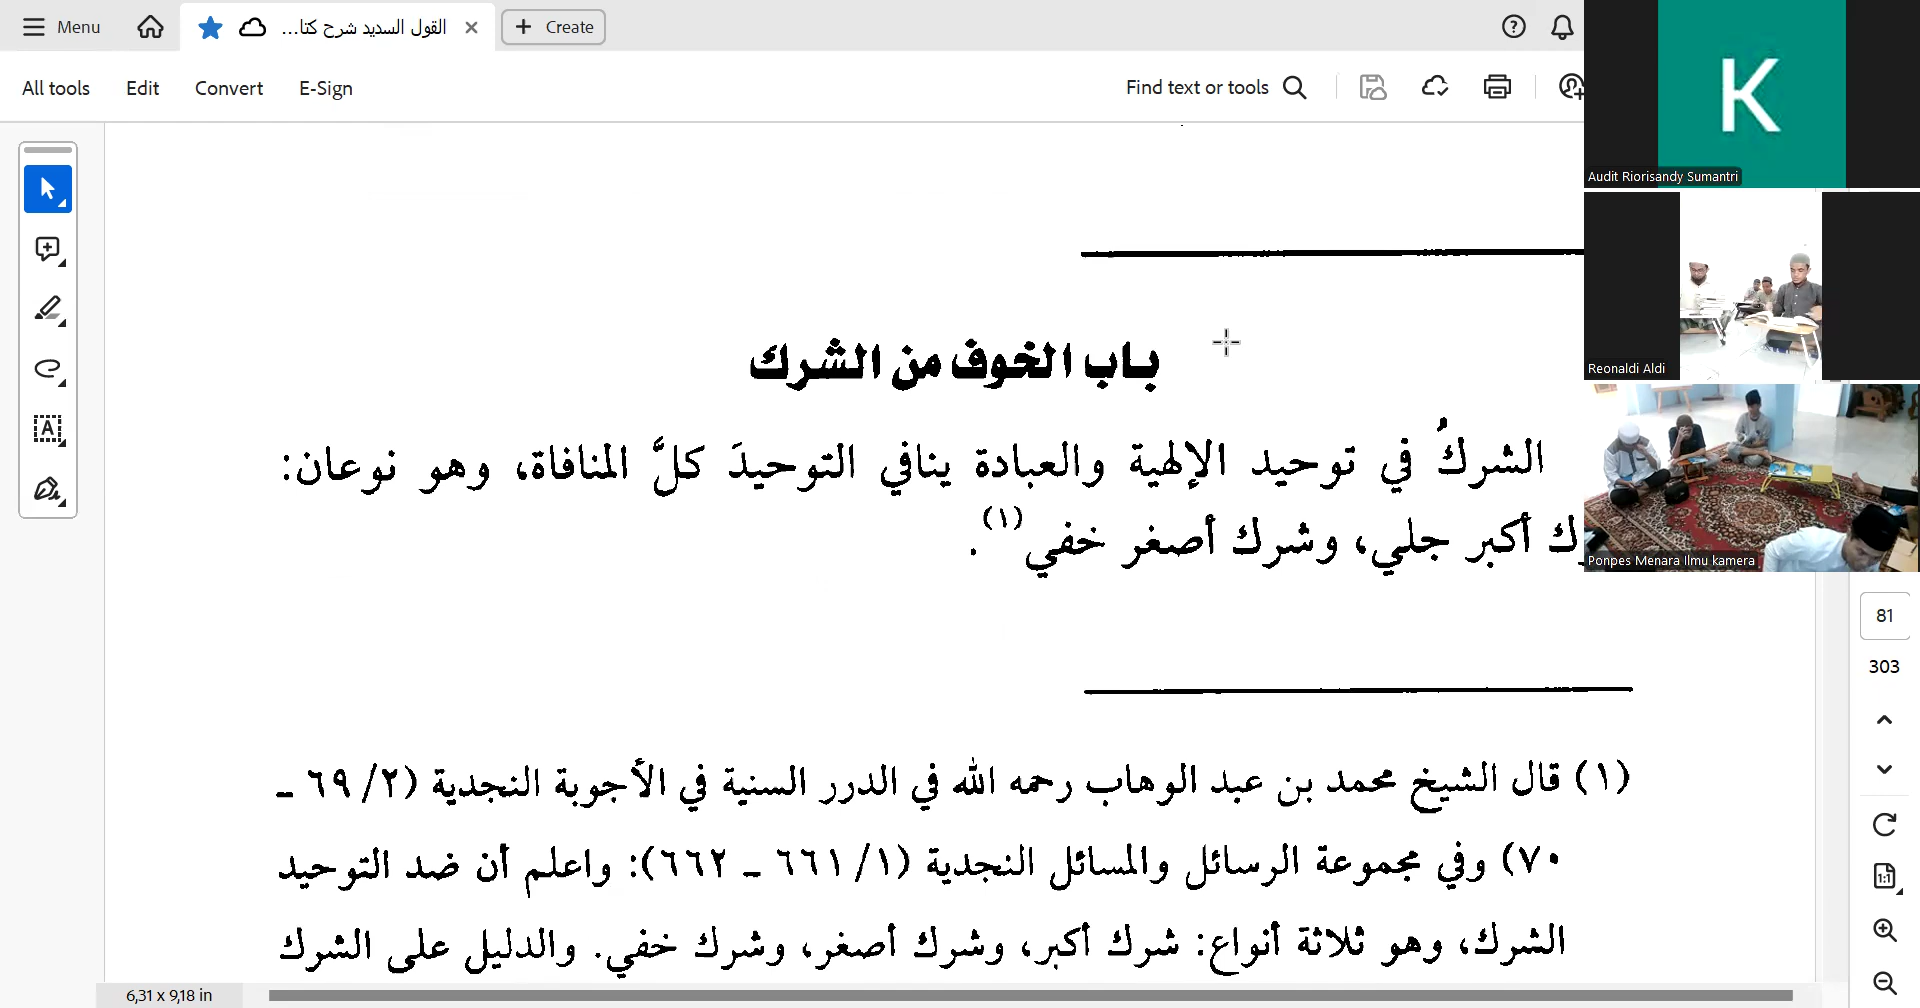 Menu
القول السديد شرح كتا...
Create
All tools
Edit
Convert
E-Sign
Find text or tools
باب الخوف من الشرك
الشركُ في توحيد الإلهية والعبادة ينافي التوحيدَ كلَّ المنافاة، وهو نوعان:
أكبر جلي، وشرك أصغر خفي(١).
(١) قال الشيخ محمد بن عبد الوهاب رحمه الله في الدرر السنية في الأجوبة النجدية (٢/ ٦٩ ـ
٧٠) وفي مجموعة الرسائل والمسائل النجدية (١/ ٦٦١ ـ ٦٦٢): واعلم أن ضد التوحيد
الشرك، وهو ثلاثة أنواع: شرك أكبر، وشرك أصغر، وشرك خفي. والدليل على الشرك
6,31 x 9,18 in
K
Audit Riorisandy Sumantri
Reonaldi Aldi
Ponpes Menara Ilmu kamera
81
303